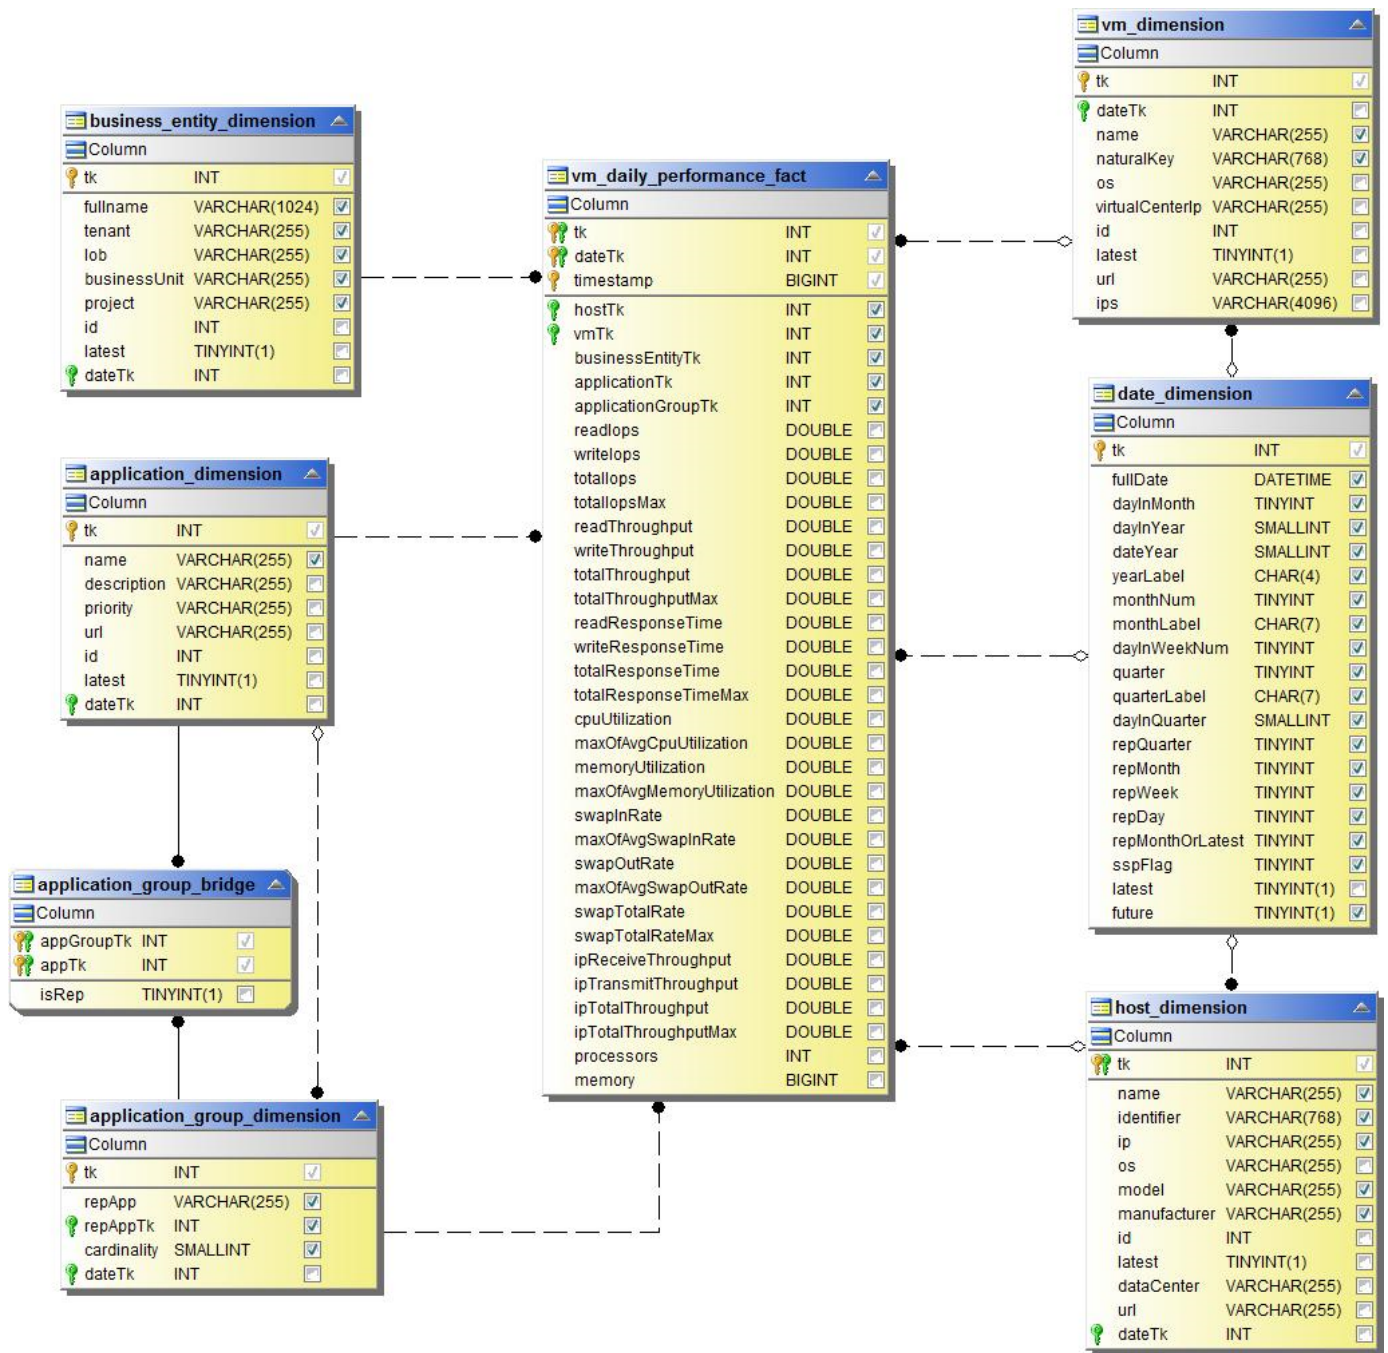 business_entity_dimension
Column
tk INT
fullname VARCHAR(1024)
tenant VARCHAR(255)
lob VARCHAR(255)
businessUnit VARCHAR(255)
project VARCHAR(255)
id INT
latest TINYINT(1)
dateTk INT
application_dimension
Column
tk INT
name VARCHAR(255)
description VARCHAR(255)
priority VARCHAR(255)
url VARCHAR(255)
id INT
latest TINYINT(1)
dateTk INT
application_group_bridge
Column
appGroupTk INT
appTk INT
isRep TINYINT(1)
application_group_dimension
Column
tk INT
repApp VARCHAR(255)
repAppTk INT
cardinality SMALLINT
dateTk INT
vm_daily_performance_fact
Column
tk INT
dateTk INT
timestamp BIGINT
hostTk INT
vmTk INT
businessEntityTk INT
applicationTk INT
applicationGroupTk INT
readIops DOUBLE
writeIops DOUBLE
totalIops DOUBLE
totalIopsMax DOUBLE
readThroughput DOUBLE
writeThroughput DOUBLE
totalThroughput DOUBLE
totalThroughputMax DOUBLE
readResponseTime DOUBLE
writeResponseTime DOUBLE
totalResponseTime DOUBLE
totalResponseTimeMax DOUBLE
cpuUtilization DOUBLE
maxOfAvgCpuUtilization DOUBLE
memoryUtilization DOUBLE
maxOfAvgMemoryUtilization DOUBLE
swapInRate DOUBLE
maxOfAvgSwapInRate DOUBLE
swapOutRate DOUBLE
maxOfAvgSwapOutRate DOUBLE
swapTotalRate DOUBLE
swapTotalRateMax DOUBLE
ipReceiveThroughput DOUBLE
ipTransmitThroughput DOUBLE
ipTotalThroughput DOUBLE
ipTotalThroughputMax DOUBLE
processors INT
memory BIGINT
vm_dimension
Column
tk INT
dateTk INT
name VARCHAR(255)
naturalKey VARCHAR(768)
os VARCHAR(255)
virtualCenterIp VARCHAR(255)
id INT
latest TINYINT(1)
url VARCHAR(255)
ips VARCHAR(4096)
date_dimension
Column
tk INT
fullDate DATETIME
dayInMonth TINYINT
dayInYear SMALLINT
dateYear SMALLINT
yearLabel CHAR(4)
monthNum TINYINT
monthLabel CHAR(7)
dayInWeekNum TINYINT
quarter TINYINT
quarterLabel CHAR(7)
dayInQuarter SMALLINT
repQuarter TINYINT
repMonth TINYINT
repWeek TINYINT
repDay TINYINT
repMonthOrLatest TINYINT
sspFlag TINYINT
latest TINYINT(1)
future TINYINT(1)
host_dimension
Column
tk INT
name VARCHAR(255)
identifier VARCHAR(768)
ip VARCHAR(255)
os VARCHAR(255)
model VARCHAR(255)
manufacturer VARCHAR(255)
id INT
latest TINYINT(1)
dataCenter VARCHAR(255)
url VARCHAR(255)
dateTk INT